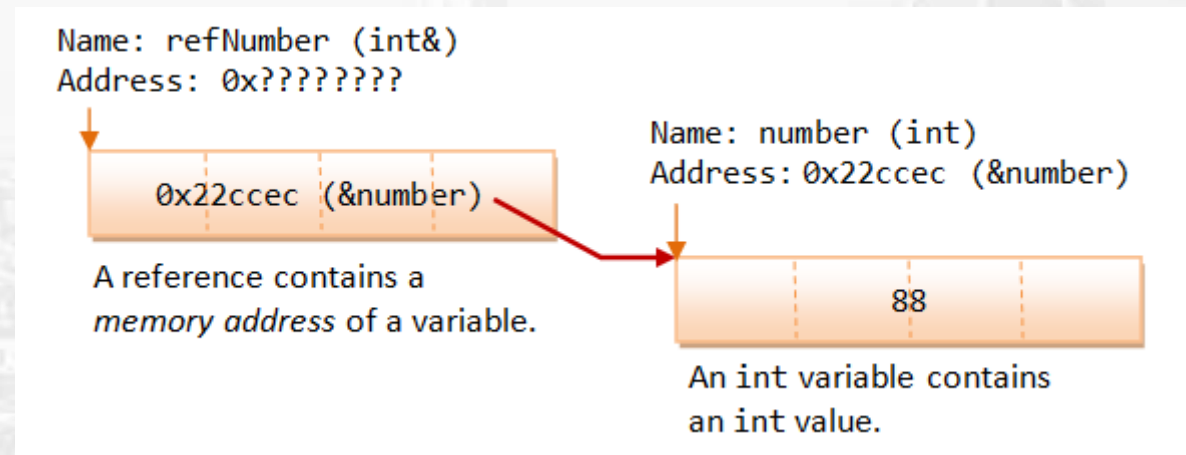 Name: refNumber (int&)
Address: 0x????????
0x22ccec (&number)
A reference contains a
memory address of a variable.
Name: number (int)
Address: 0x22ccec (&number)
88
An int variable contains
an int value.